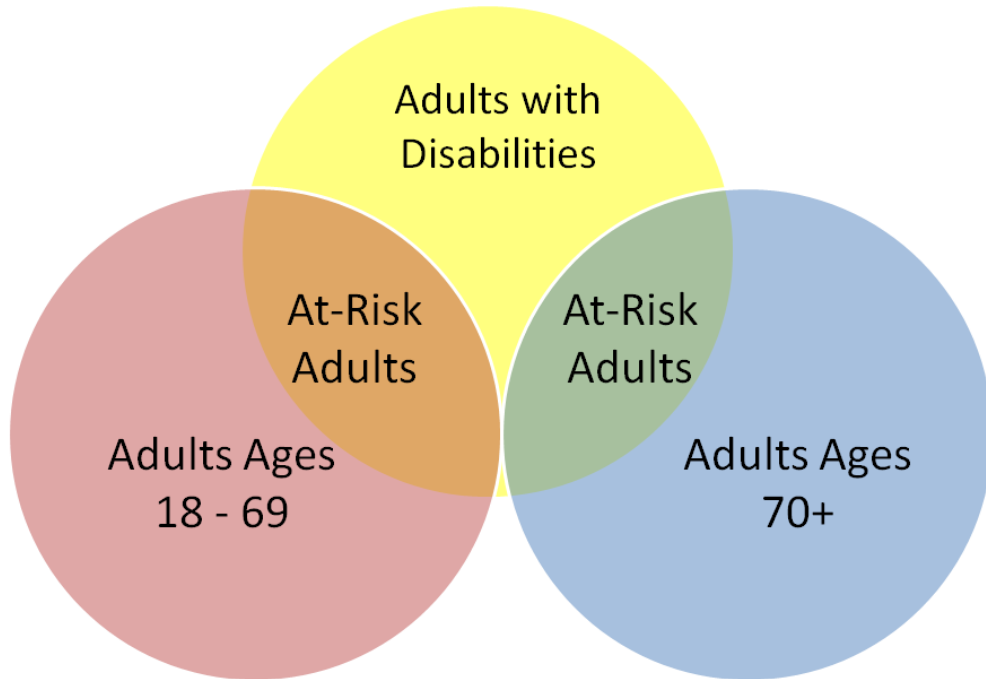 Adults with
Disabilities
At-Risk
Adults
At-Risk
Adults
Adults Ages
18 - 69
Adults Ages
70+